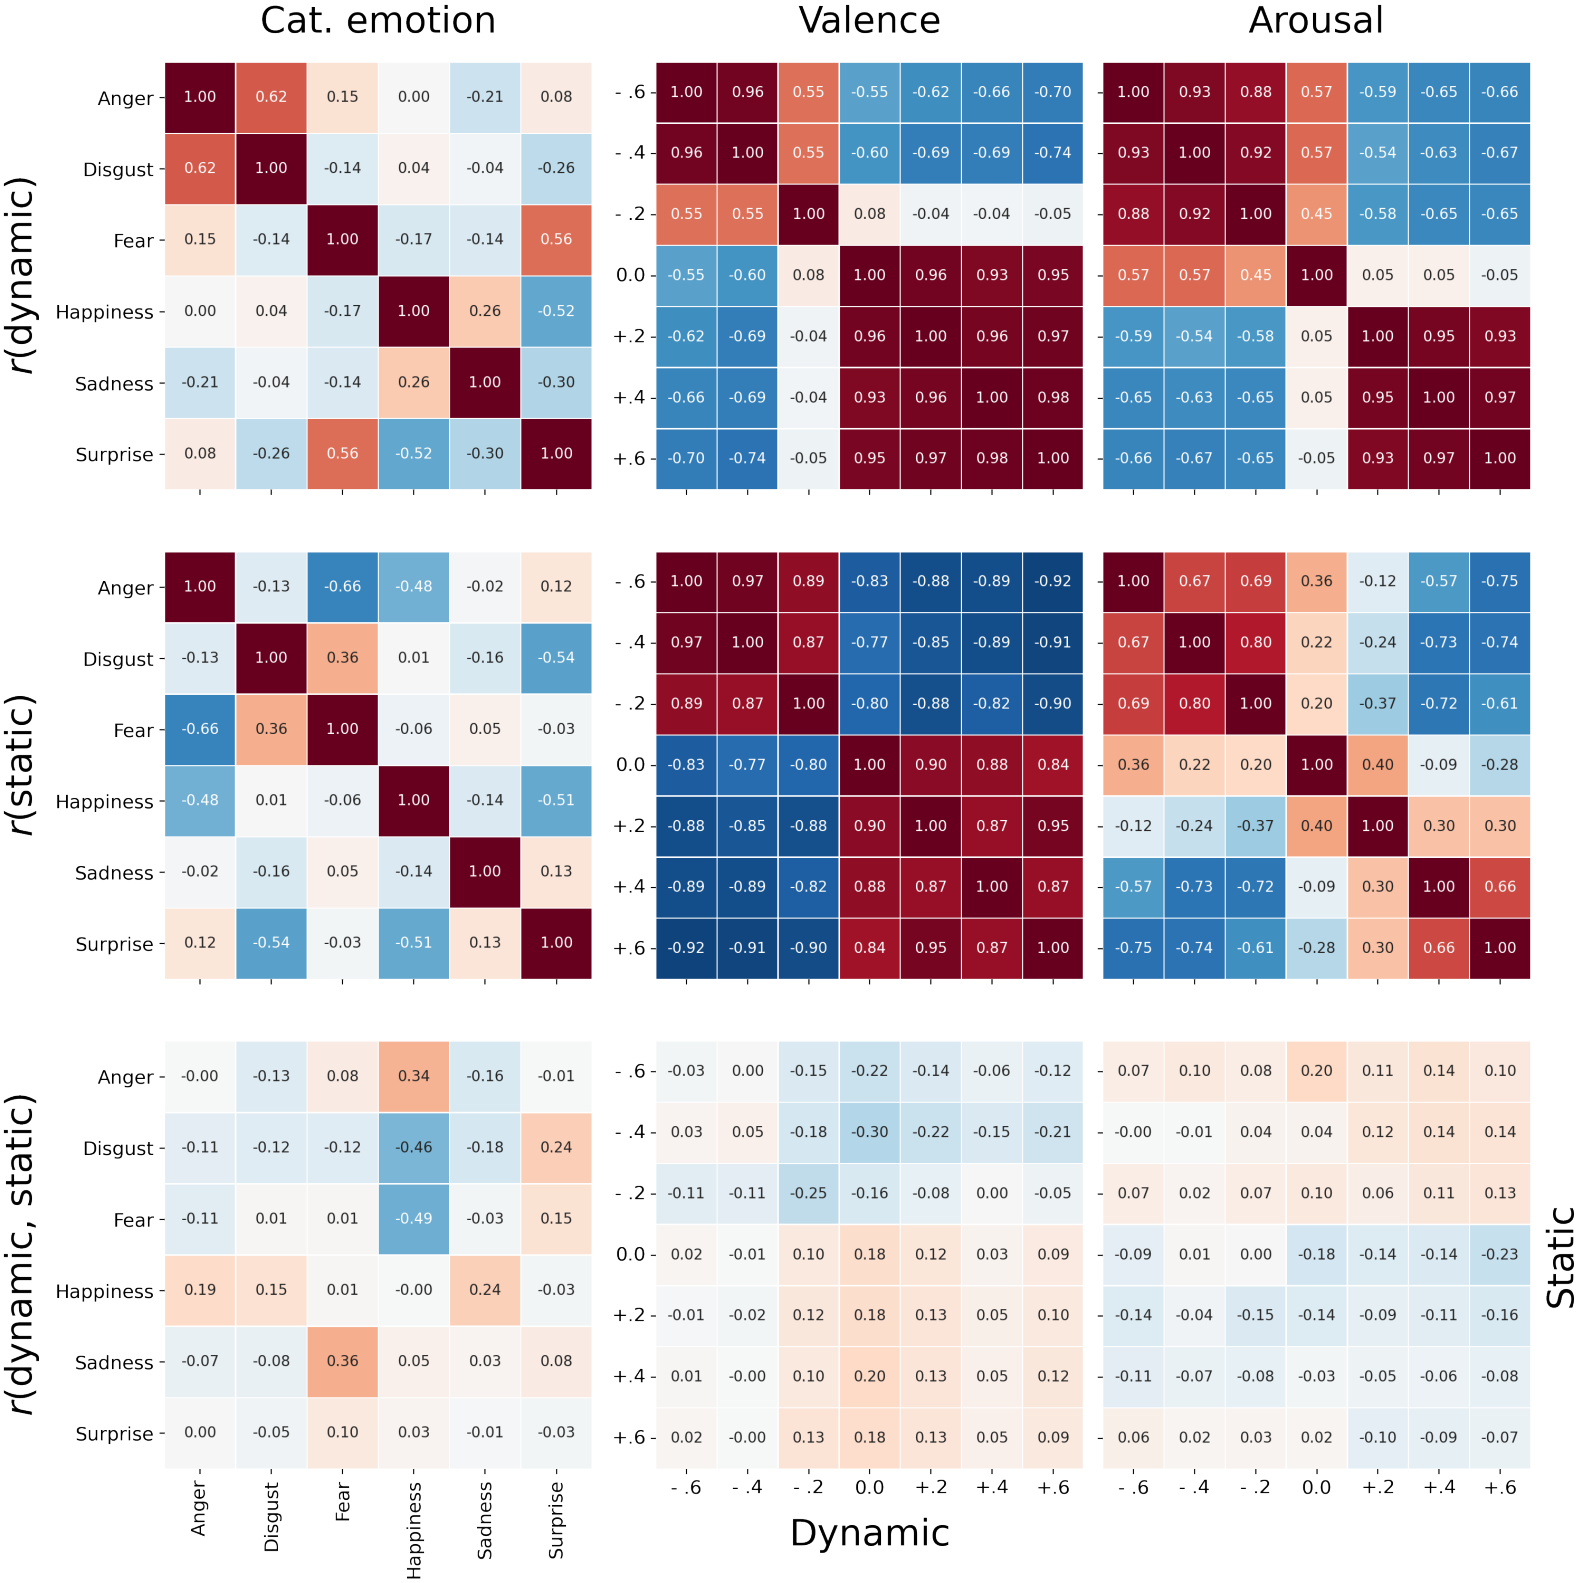 Cat. emotion Valence Arousal
r(dynamic)
Anger 1.00 0.62 0.15 0.00 -0.21 0.08
Disgust 0.62 1.00 -0.14 0.04 -0.04 -0.26
Fear 0.15 -0.14 1.00 -0.17 -0.14 0.56
Happiness 0.00 0.04 -0.17 1.00 0.26 -0.52
Sadness -0.21 -0.04 -0.14 0.26 1.00 -0.30
Surprise 0.08 -0.26 0.56 -0.52 -0.30 1.00
- .6 1.00 0.96 0.55 -0.55 -0.62 -0.66 -0.70
- .4 0.96 1.00 0.55 -0.60 -0.69 -0.69 -0.74
- .2 0.55 0.55 1.00 0.08 -0.04 -0.04 -0.05
0.0 -0.55 -0.60 0.08 1.00 0.96 0.93 0.95
+.2 -0.62 -0.69 -0.04 0.96 1.00 0.96 0.97
+.4 -0.66 -0.69 -0.04 0.93 0.96 1.00 0.98
+.6 -0.70 -0.74 -0.05 0.95 0.97 0.98 1.00
1.00 0.93 0.88 0.57 -0.59 -0.65 -0.66
0.93 1.00 0.92 0.57 -0.54 -0.63 -0.67
0.88 0.92 1.00 0.45 -0.58 -0.65 -0.65
0.57 0.57 0.45 1.00 0.05 0.05 -0.05
-0.59 -0.54 -0.58 0.05 1.00 0.95 0.93
-0.65 -0.63 -0.65 0.05 0.95 1.00 0.97
-0.66 -0.67 -0.65 -0.05 0.93 0.97 1.00
r(static)
Anger 1.00 -0.13 -0.66 -0.48 -0.02 0.12
Disgust -0.13 1.00 0.36 0.01 -0.16 -0.54
Fear -0.66 0.36 1.00 -0.06 0.05 -0.03
Happiness -0.48 0.01 -0.06 1.00 -0.14 -0.51
Sadness -0.02 -0.16 0.05 -0.14 1.00 0.13
Surprise 0.12 -0.54 -0.03 -0.51 0.13 1.00
- .6 1.00 0.97 0.89 -0.83 -0.88 -0.89 -0.92
- .4 0.97 1.00 0.87 -0.77 -0.85 -0.89 -0.91
- .2 0.89 0.87 1.00 -0.80 -0.88 -0.82 -0.90
0.0 -0.83 -0.77 -0.80 1.00 0.90 0.88 0.84
+.2 -0.88 -0.85 -0.88 0.90 1.00 0.87 0.95
+.4 -0.89 -0.89 -0.82 0.88 0.87 1.00 0.87
+.6 -0.92 -0.91 -0.90 0.84 0.95 0.87 1.00
1.00 0.67 0.69 0.36 -0.12 -0.57 -0.75
0.67 1.00 0.80 0.22 -0.24 -0.73 -0.74
0.69 0.80 1.00 0.20 -0.37 -0.72 -0.61
0.36 0.22 0.20 1.00 0.40 -0.09 -0.28
-0.12 -0.24 -0.37 0.40 1.00 0.30 0.30
-0.57 -0.73 -0.72 -0.09 0.30 1.00 0.66
-0.75 -0.74 -0.61 -0.28 0.30 0.66 1.00
r(dynamic, static)
Anger -0.00 -0.13 0.08 0.34 -0.16 -0.01
Disgust -0.11 -0.12 -0.12 -0.46 -0.18 0.24
Fear -0.11 0.01 0.01 -0.49 -0.03 0.15
Happiness 0.19 0.15 0.01 -0.00 0.24 -0.03
Sadness -0.07 -0.08 0.36 0.05 0.03 0.08
Surprise 0.00 -0.05 0.10 0.03 -0.01 -0.03
Anger Disgust Fear Happiness Sadness Surprise
- .6 -0.03 0.00 -0.15 -0.22 -0.14 -0.06 -0.12
- .4 0.03 0.05 -0.18 -0.30 -0.22 -0.15 -0.21
- .2 -0.11 -0.11 -0.25 -0.16 -0.08 0.00 -0.05
0.0 0.02 -0.01 0.10 0.18 0.12 0.03 0.09
+.2 -0.01 -0.02 0.12 0.18 0.13 0.05 0.10
+.4 0.01 -0.00 0.10 0.20 0.13 0.05 0.12
+.6 0.02 -0.00 0.13 0.18 0.13 0.05 0.09
- .6 - .4 - .2 0.0 +.2 +.4 +.6
Dynamic
0.07 0.10 0.08 0.20 0.11 0.14 0.10
-0.00 -0.01 0.04 0.04 0.12 0.14 0.14
0.07 0.02 0.07 0.10 0.06 0.11 0.13
-0.09 0.01 0.00 -0.18 -0.14 -0.14 -0.23
-0.14 -0.04 -0.15 -0.14 -0.09 -0.11 -0.16
-0.11 -0.07 -0.08 -0.03 -0.05 -0.06 -0.08
0.06 0.02 0.03 0.02 -0.10 -0.09 -0.07
- .6 - .4 - .2 0.0 +.2 +.4 +.6
Static